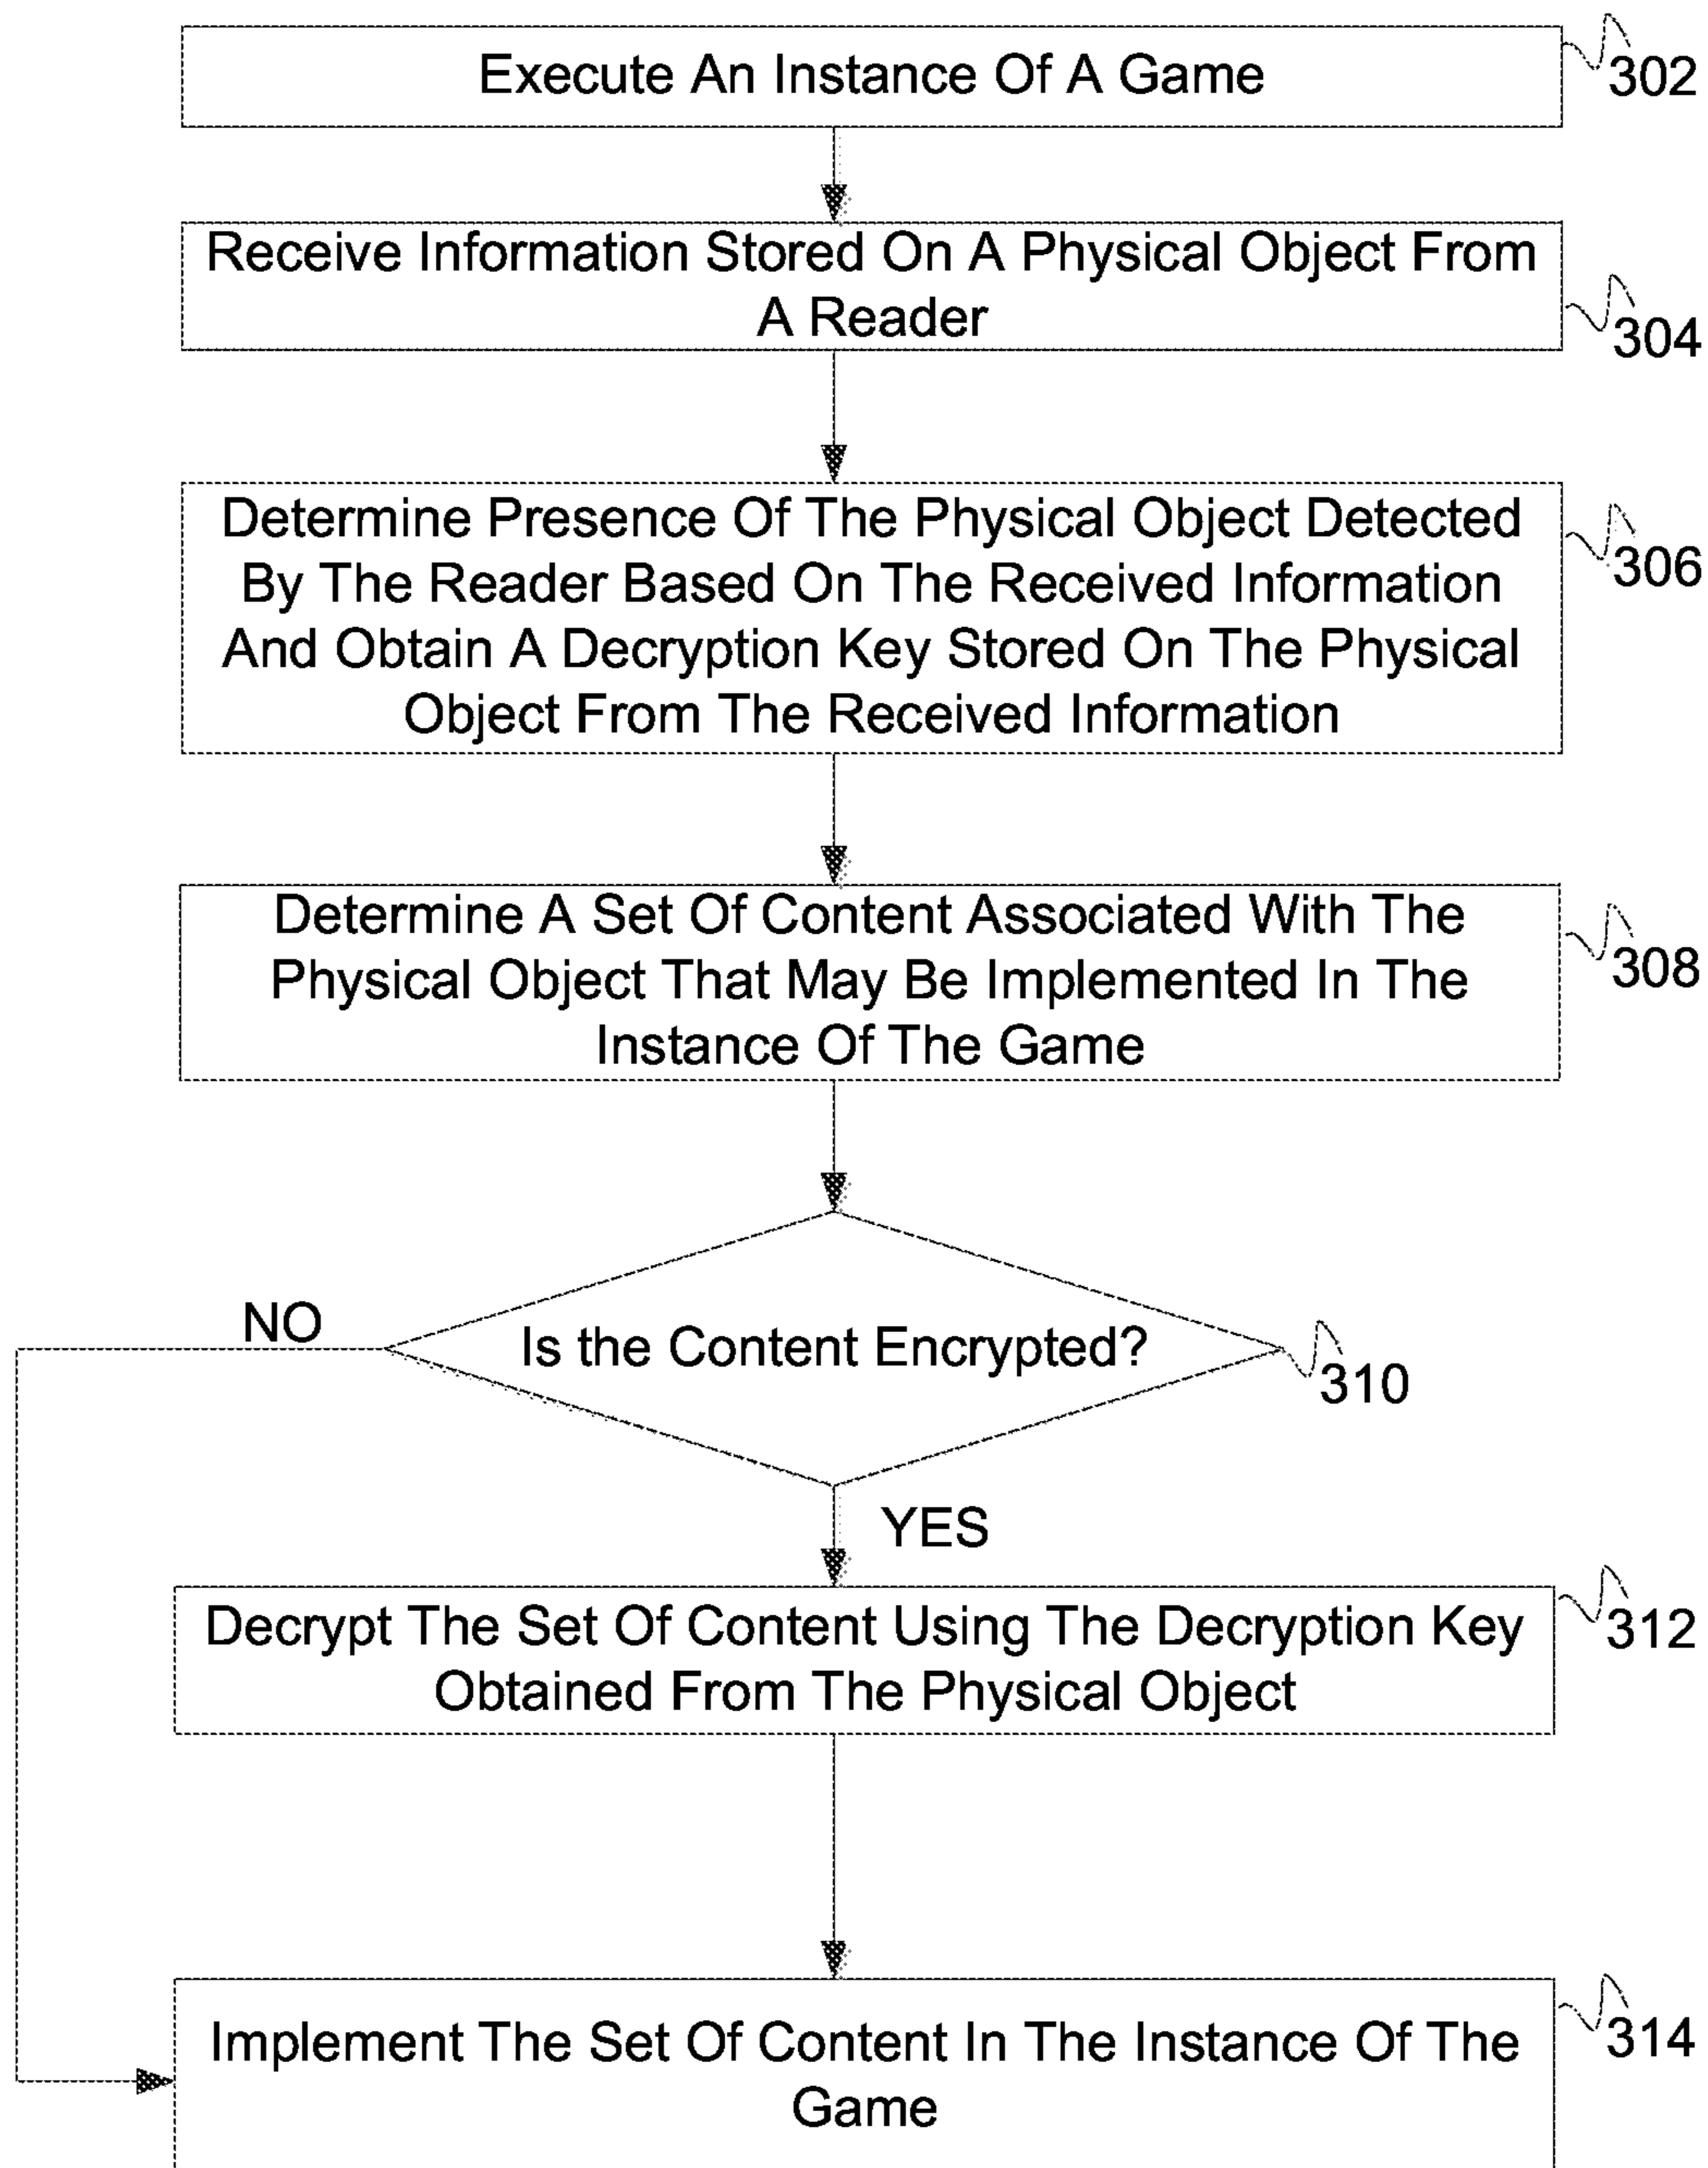 Execute An Instance Of A Game
302
Receive Information Stored On A Physical Object From
A Reader
304
Determine Presence Of The Physical Object Detected
By The Reader Based On The Received Information
And Obtain A Decryption Key Stored On The Physical
Object From The Received Information
306
Determine A Set Of Content Associated With The
Physical Object That May Be Implemented In The
Instance Of The Game
308
NO
Is the Content Encrypted?
310
YES
Decrypt The Set Of Content Using The Decryption Key
Obtained From The Physical Object
312
Implement The Set Of Content In The Instance Of The
Game
314